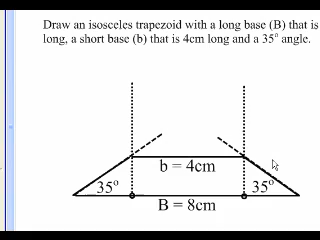 Draw an isosceles trapezoid with a long base (B) that is
long, a short base (b) that is 4cm long and a 35° angle.
b = 4cm
35° 35°
B = 8cm